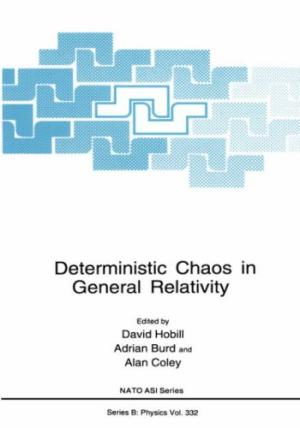 Deterministic Chaos in
General Relativity
Edited by
David Hobill
Adrian Burd and
Alan Coley
NATO ASI Series
Series B: Physics Vol. 332